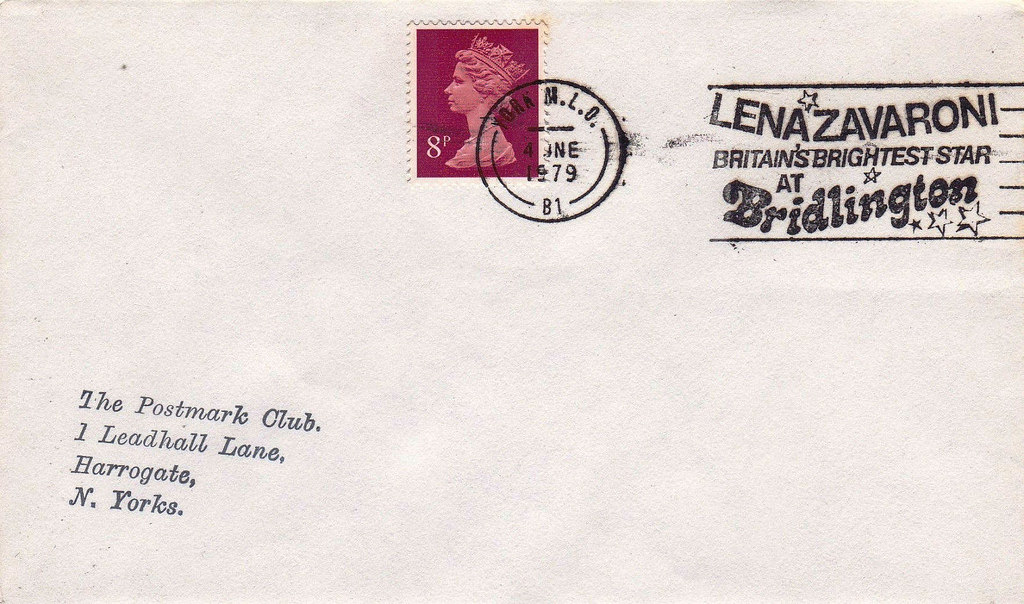 8P
YORK M.L.O.
4 JNE
1979
B1
LENA ZAVARONI
BRITAIN'S BRIGHTEST STAR
AT
Bridlington
The Postmark Club.
1 Leadhall Lane,
Harrogate,
N. Yorks.